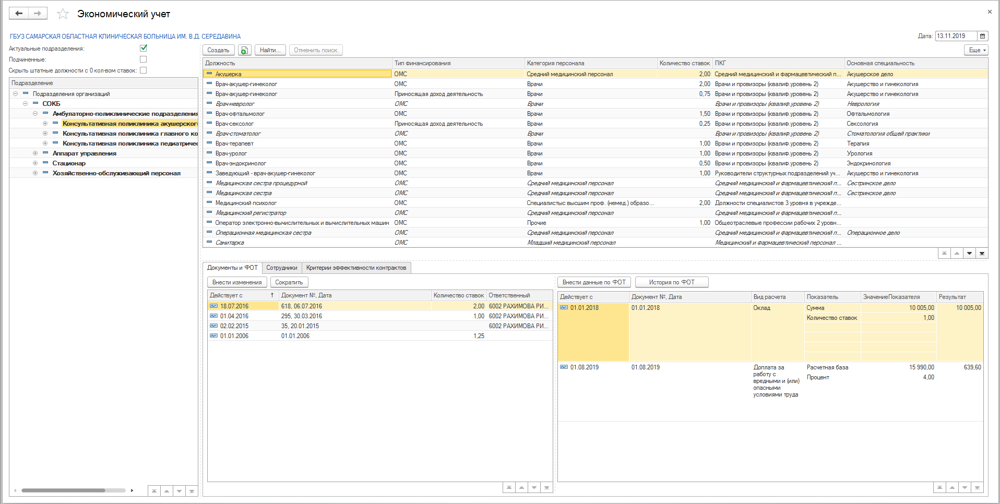 Экономический учет
ГБУЗ САМАРСКАЯ ОБЛАСТНАЯ КЛИНИЧЕСКАЯ БОЛЬНИЦА ИМ. В.Д. СЕРЕДАВИНА
Дата: 13.11.2019
Актуальные подразделения:
Подчиненные:
Скрыть штатные должности с 0 кол-вом ставок:
Подразделение
Подразделения организаций
СОКБ
Амбулаторно-поликлинические подразделения
Консультативная поликлиника акушерског
Консультативная поликлиника главного ко
Консультативная поликлиника педиатричес
Аппарат управления
Стационар
Хозяйственно-обслуживающий персонал
Создать Найти... Отменить поиск Еще
Должность Тип финансирования Категория персонала Количество ставок ПКГ Основная специальность
Акушерка ОМС Средний медицинский персонал 2,00 Средний медицинский и фармацевтический п... Акушерское дело
Врач-акушер-гинеколог ОМС Врачи 2,00 Врачи и провизоры (квалиф.уровень 2) Акушерство и гинекология
Врач-акушер-гинеколог Приносящая доход деятельность Врачи 0,75 Врачи и провизоры (квалиф.уровень 2) Акушерство и гинекология
Врач-невролог ОМС Врачи Врачи и провизоры (квалиф.уровень 2) Неврология
Врач-офтальмолог ОМС Врачи 1,50 Врачи и провизоры (квалиф.уровень 2) Офтальмология
Врач-сексолог Приносящая доход деятельность Врачи 0,25 Врачи и провизоры (квалиф.уровень 2) Сексология
Врач-стоматолог ОМС Врачи Врачи и провизоры (квалиф.уровень 2) Стоматология общей практики
Врач-терапевт ОМС Врачи 1,00 Врачи и провизоры (квалиф.уровень 2) Терапия
Врач-уролог ОМС Врачи 1,00 Врачи и провизоры (квалиф.уровень 2) Урология
Врач-эндокринолог ОМС Врачи 0,50 Врачи и провизоры (квалиф.уровень 2) Эндокринология
Заведующий - врач-акушер-гинеколог ОМС Врачи 1,00 Руководители структурных подразделений уч... Акушерство и гинекология
Медицинская сестра процедурной ОМС Средний медицинский персонал Средний медицинский и фармацевтический п... Сестринское дело
Медицинская сестра ОМС Средний медицинский персонал Средний медицинский и фармацевтический п... Сестринское дело
Медицинский психолог ОМС Специалистыс высшим проф. (немед.) образо... 2,00 Должности специалистов 3 уровня в учрежде...
Медицинский регистратор ОМС Средний медицинский персонал Средний медицинский и фармацевтический п...
Оператор электронно-вычислительных и вычислительных машин ОМС Прочие 1,00 Общеотраслевые профессии рабочих 2 уровн...
Операционная медицинская сестра ОМС Средний медицинский персонал Средний медицинский и фармацевтический п... Операционное дело
Санитарка ОМС Младший медицинский персонал Медицинский и фармацевтический персонал ...
Документы и ФОТ Сотрудники Критерии эффективности контрактов
Внести изменения Сократить
Действует с Документ №, Дата Количество ставок Ответственный
18.07.2016 618, 06.07.2016 2,00 6002 РАХИМОВА РИ...
01.04.2016 295, 30.03.2016 1,00 6002 РАХИМОВА РИ...
02.02.2015 35, 20.01.2015 6002 РАХИМОВА РИ...
01.01.2006 01.01.2006 1,25
Внести данные по ФОТ История по ФОТ
Действует с Документ №, Дата Вид расчета Показатель ЗначениеПоказателя Результат
01.01.2018 01.01.2018 Оклад Сумма 10 005,00 10 005,00
Количество ставок 1,00
01.08.2019 01.08.2019 Доплата за Расчетная база 15 990,00 639,60
работу с Процент 4,00
вредными и (или)
опасными
условиями труда